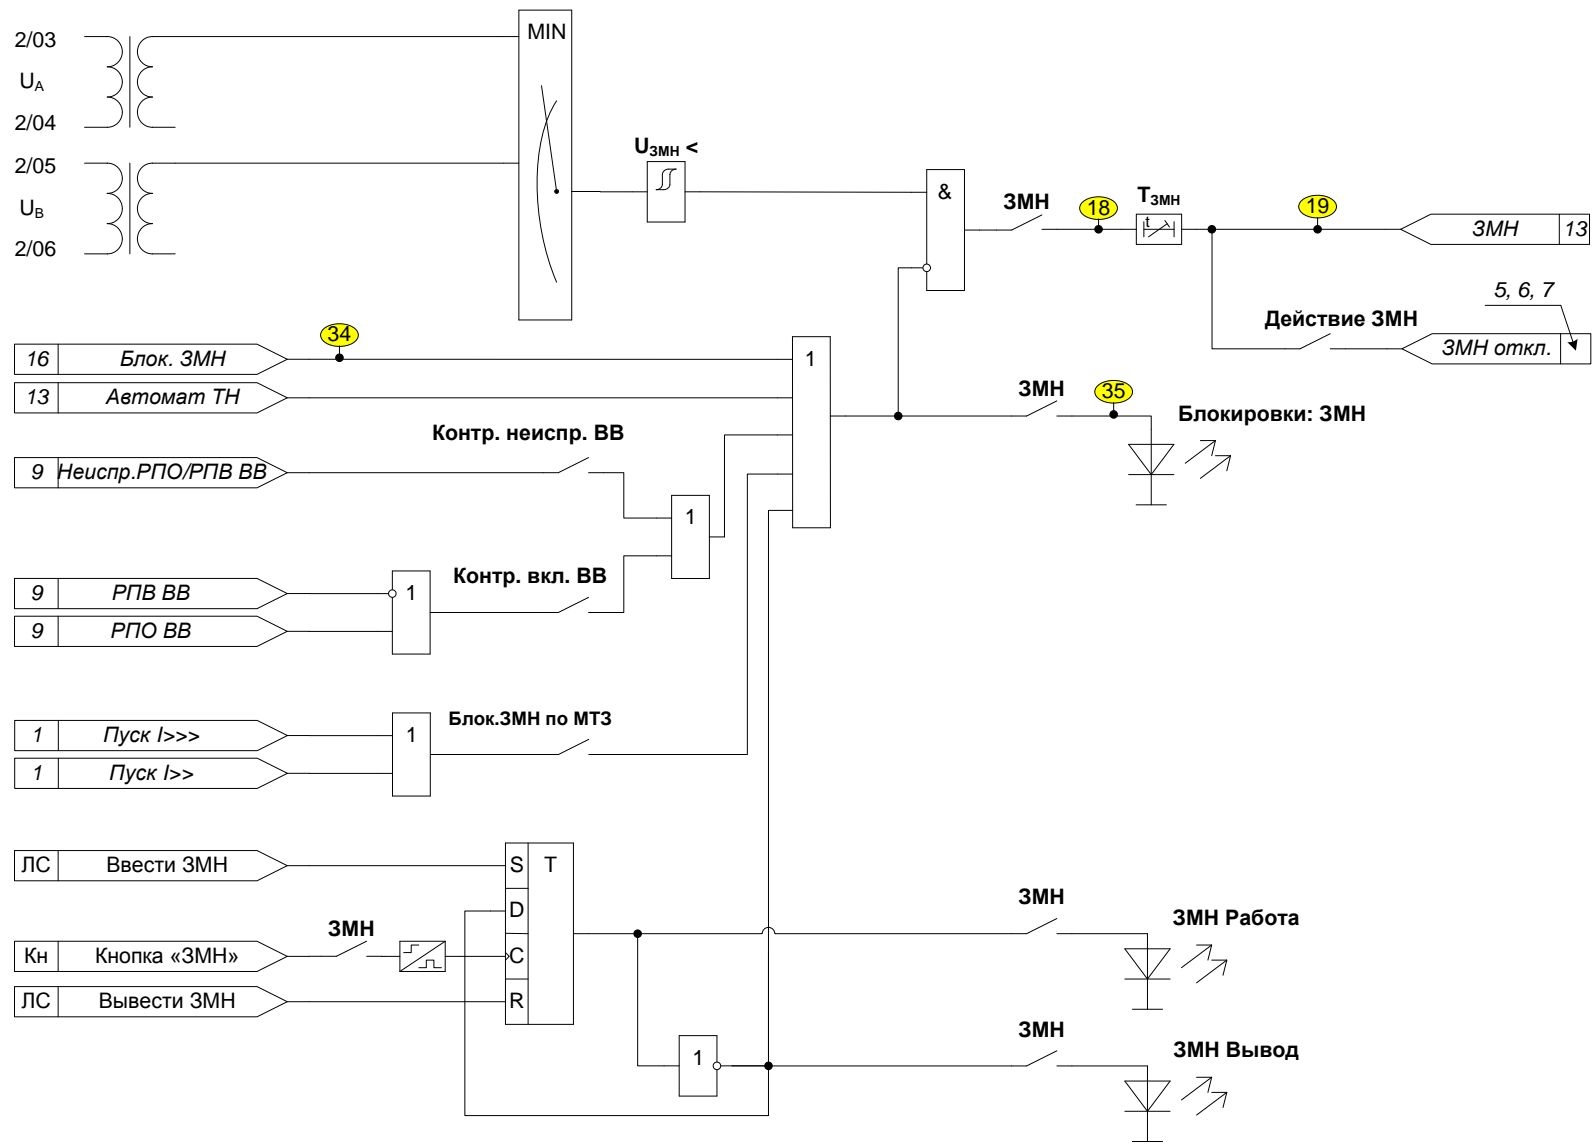 2/03
U_A
2/04
2/05
U_B
2/06
MIN
U_ЗМН <
&
ЗМН
18
T_ЗМН
t
19
ЗМН 13
5, 6, 7
Действие ЗМН
ЗМН откл.
34
16 Блок. ЗМН
13 Автомат ТН
1
ЗМН
35
Блокировки: ЗМН
Контр. неиспр. ВВ
9 Неиспр.РПО/РПВ ВВ
1
Контр. вкл. ВВ
9 РПВ ВВ
9 РПО ВВ
1
Блок.ЗМН по МТЗ
1 Пуск I>>>
1 Пуск I>>
1
ЛС Ввести ЗМН
S T
D
ЗМН
Кн Кнопка «ЗМН»
C
ЛС Вывести ЗМН
R
ЗМН
ЗМН Работа
1
ЗМН
ЗМН Вывод